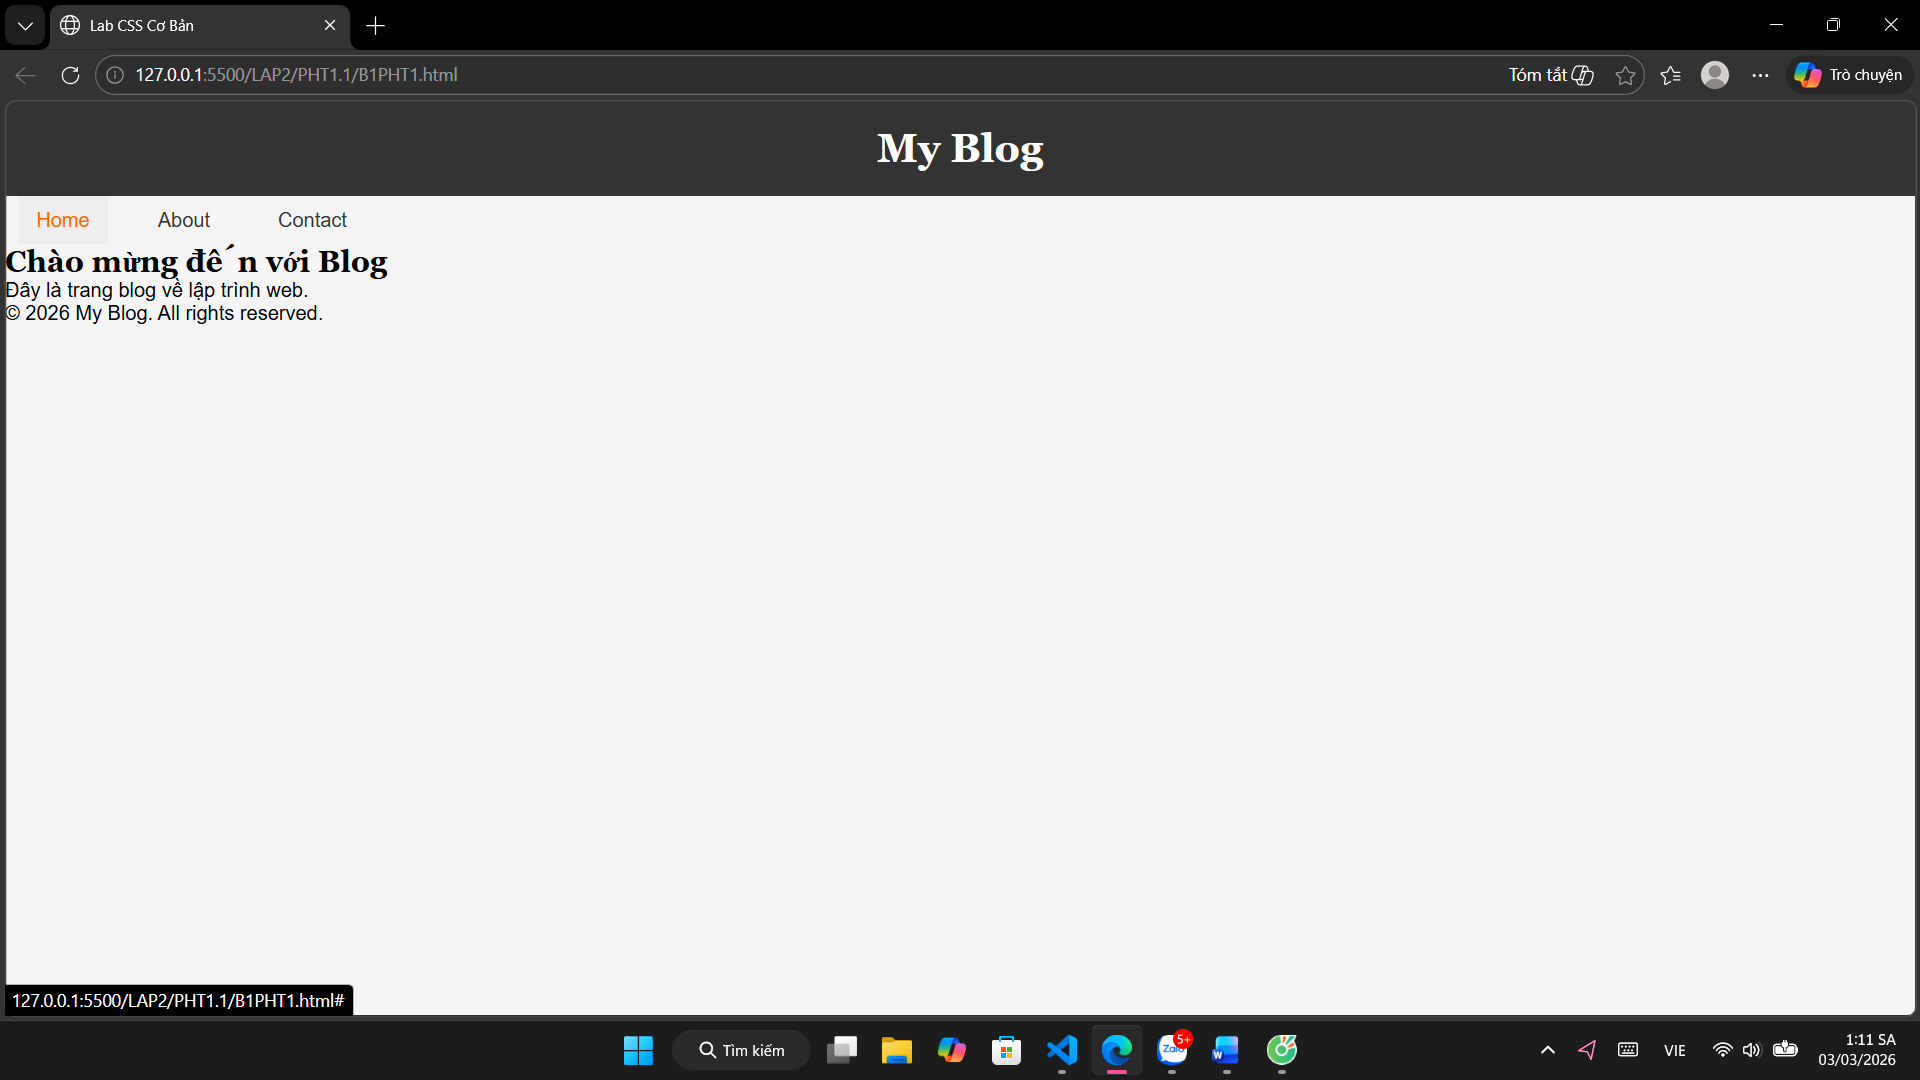 Lab CSS Cơ Bản
127.0.0.1:5500/LAP2/PHT1.1/B1PHT1.html
Tóm tắt
Trò chuyện
My Blog
Home About Contact
Chào mừng đến với Blog
Đây là trang blog về lập trình web.
© 2026 My Blog. All rights reserved.
127.0.0.1:5500/LAP2/PHT1.1/B1PHT1.html#
Tìm kiếm
Zalo
5+
W
VIE
1:11 SA
03/03/2026